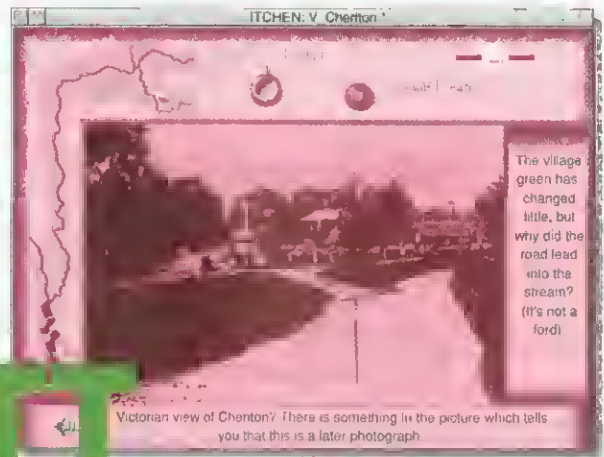 ITCHEN: V Cheriton
The village
green has
changed
little, but
why did the
road lead
into the
stream?
(It's not a
ford)
Victorian view of Cheriton? There is something in the picture which tells
you that this is a later photograph